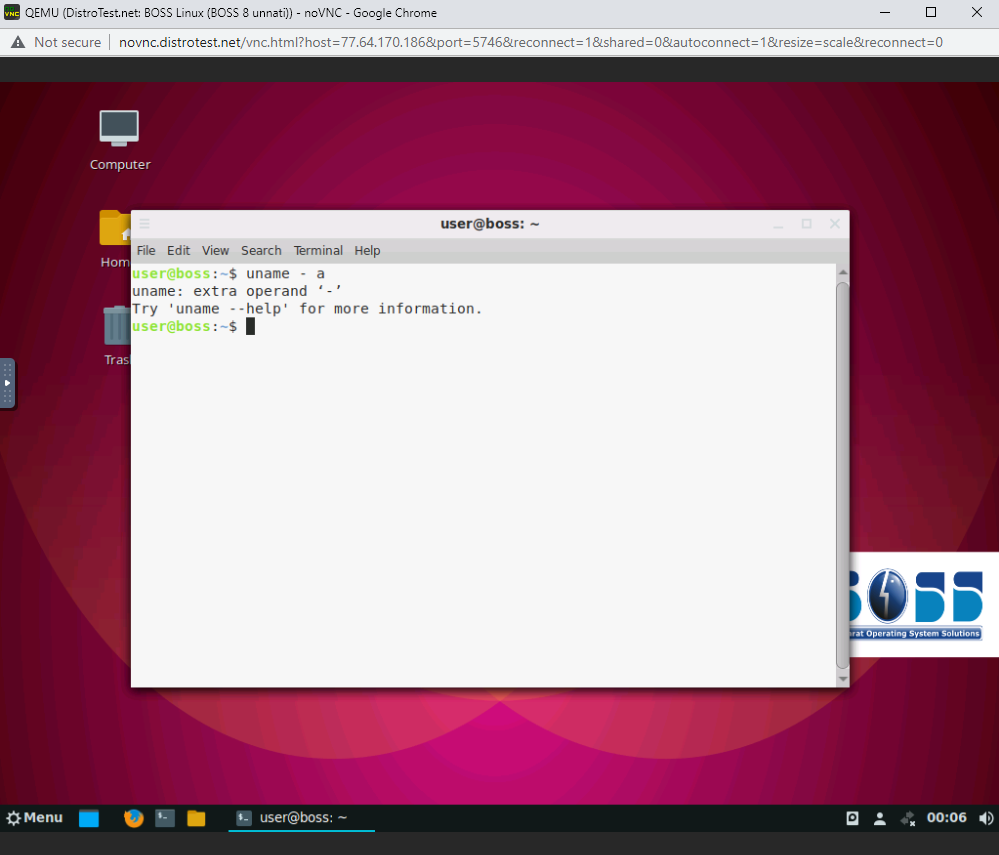 QEMU (DistroTest.net: BOSS Linux (BOSS 8 unnati)) - noVNC - Google Chrome
Not secure | novnc.distrotest.net/vnc.html?host=77.64.170.186&port=5746&reconnect=1&shared=0&autoconnect=1&resize=scale&reconnect=0
Computer
Hom
Tras
user@boss: ~
File Edit View Search Terminal Help
user@boss:~$ uname - a
uname: extra operand ‘-’
Try 'uname --help' for more information.
user@boss:~$
BOSS
rat Operating System Solutions
Menu
user@boss: ~
00:06